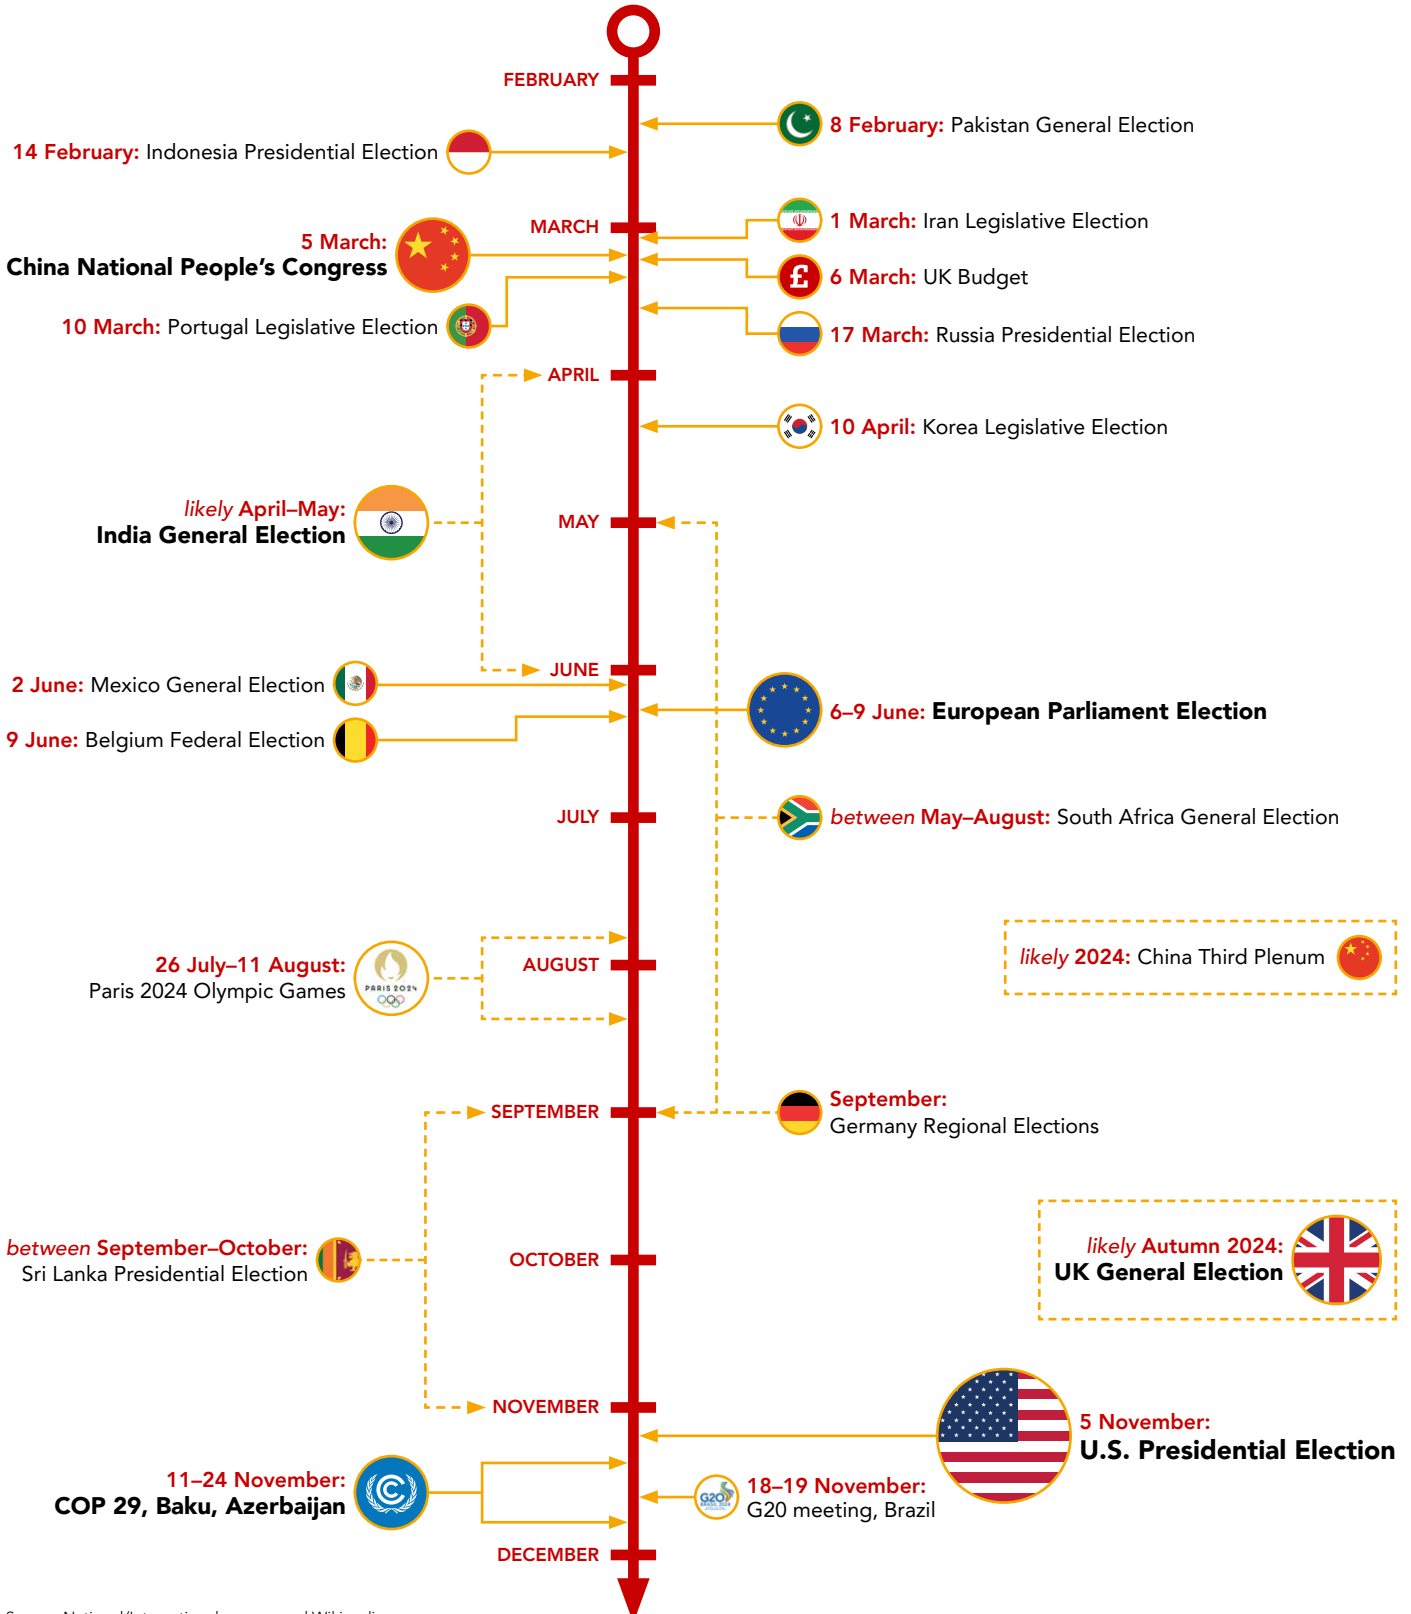 FEBRUARY
8 February: Pakistan General Election
14 February: Indonesia Presidential Election
MARCH
1 March: Iran Legislative Election
5 March:
China National People's Congress
6 March: UK Budget
£
10 March: Portugal Legislative Election
17 March: Russia Presidential Election
APRIL
10 April: Korea Legislative Election
likely April–May:
India General Election
MAY
JUNE
2 June: Mexico General Election
6–9 June: European Parliament Election
9 June: Belgium Federal Election
JULY
between May–August: South Africa General Election
26 July–11 August:
Paris 2024 Olympic Games
PARIS 2024
AUGUST
likely 2024: China Third Plenum
SEPTEMBER
September:
Germany Regional Elections
between September–October:
Sri Lanka Presidential Election
OCTOBER
likely Autumn 2024:
UK General Election
NOVEMBER
5 November:
U.S. Presidential Election
11–24 November:
COP 29, Baku, Azerbaijan
18–19 November:
G20 meeting, Brazil
G20
BRASIL 2024
DECEMBER